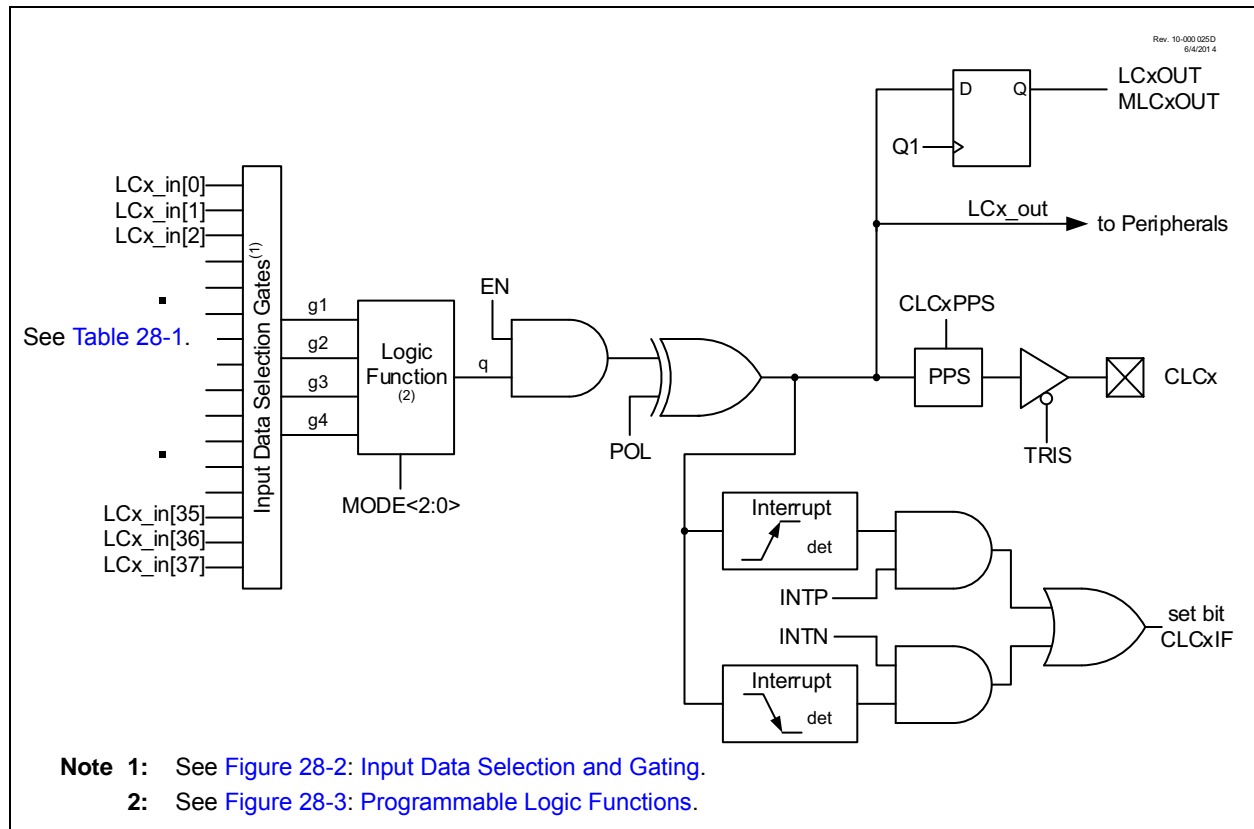 Rev. 10-000 025D
6/4/201 4
LCxOUT
MLCxOUT
D
Q
Q1
LCx_in[0]
LCx_in[1]
LCx_in[2]
LCx_out
to Peripherals
Input Data Selection Gates(1)
EN
CLCxPPS
g1
See Table 28-1.
g2
Logic
Function
(2)
q
PPS
CLCx
g3
g4
POL
TRIS
MODE<2:0>
LCx_in[35]
LCx_in[36]
LCx_in[37]
Interrupt
det
INTP
INTN
set bit
CLCxIF
Interrupt
det
Note 1: See Figure 28-2: Input Data Selection and Gating.
2: See Figure 28-3: Programmable Logic Functions.